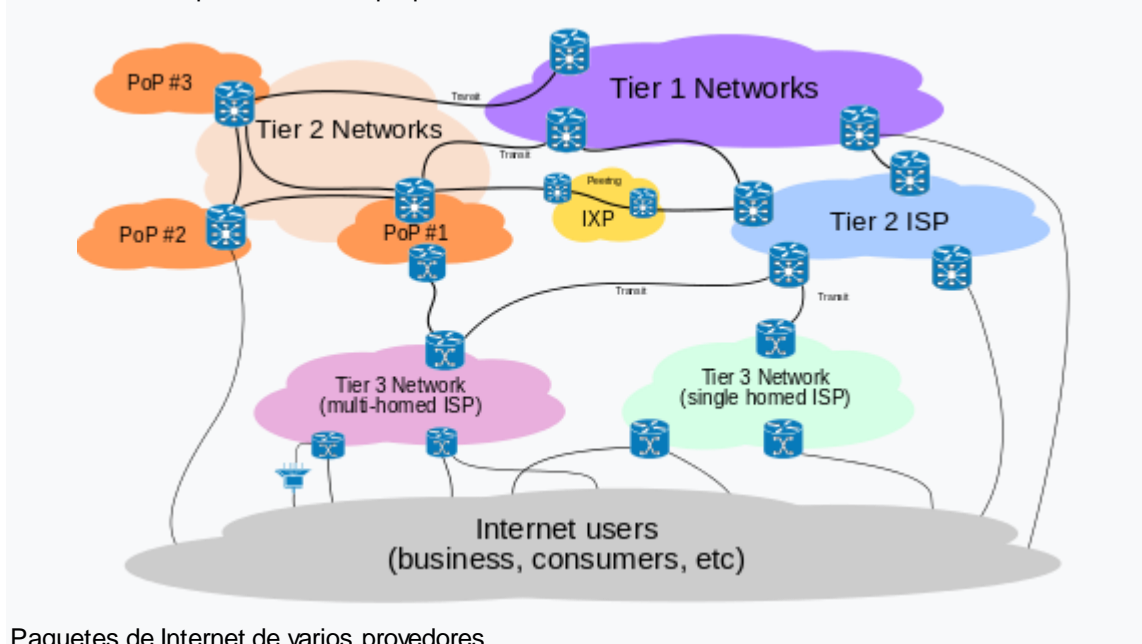 PoP #3
Tier 1 Networks
Transit
Tier 2 Networks
Transit
Peering
IXP
PoP #2
PoP #1
Tier 2 ISP
Transit
Transit
Tier 3 Network
(multi-homed ISP)
Tier 3 Network
(single homed ISP)
Internet users
(business, consumers, etc)
Paquetes de Internet de varios provedores